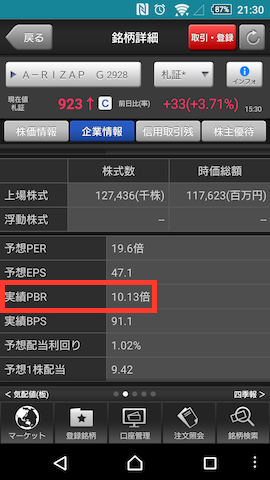 67% 21:30
戻る 銘柄詳細 取引・登録
A－RIZAP G 2928 札証* インフォ
現在値 923↑ C 前日比(率) +33(+3.71%)
札証 15:30
株価情報 企業情報 信用取引残 株主優待
株式数 時価総額
上場株式 127,436(千株) 117,623(百万円)
浮動株式 -- --
予想PER 19.6倍
予想EPS 47.1
実績PBR 10.13倍
実績BPS 91.1
予想配当利回り 1.02%
予想1株配当 9.42
< 気配値(板) 四季報 >
マーケット 登録銘柄 口座管理 注文照会 銘柄検索